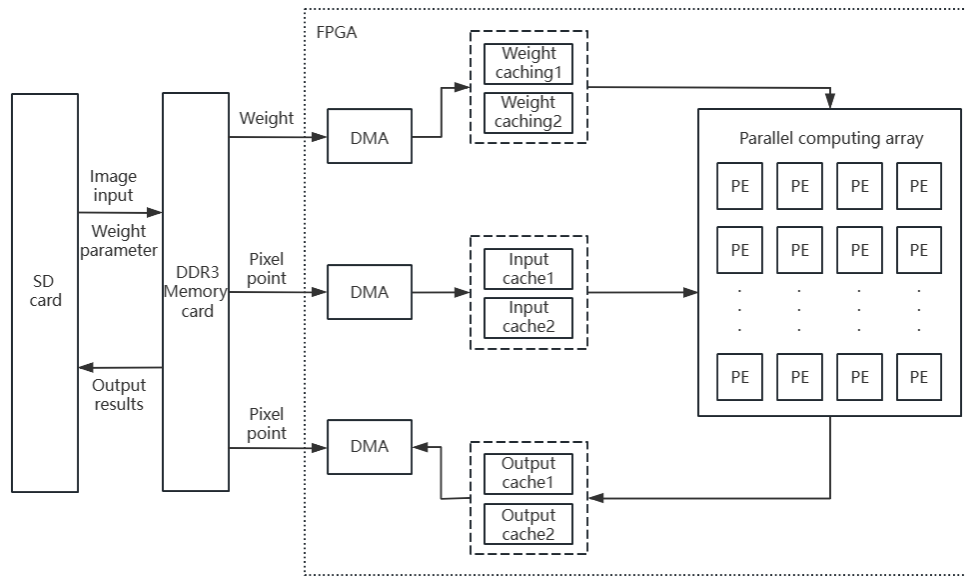 FPGA
Weight
caching1
Weight
caching2
Weight
DMA
Parallel computing array
PE PE PE PE
PE PE PE PE
. . . .
. . . .
. . . .
PE PE PE PE
Image
input
Weight
parameter
SD
card
DDR3
Memory
card
Pixel
point
DMA
Input
cache1
Input
cache2
Output
results
Pixel
point
DMA
Output
cache1
Output
cache2